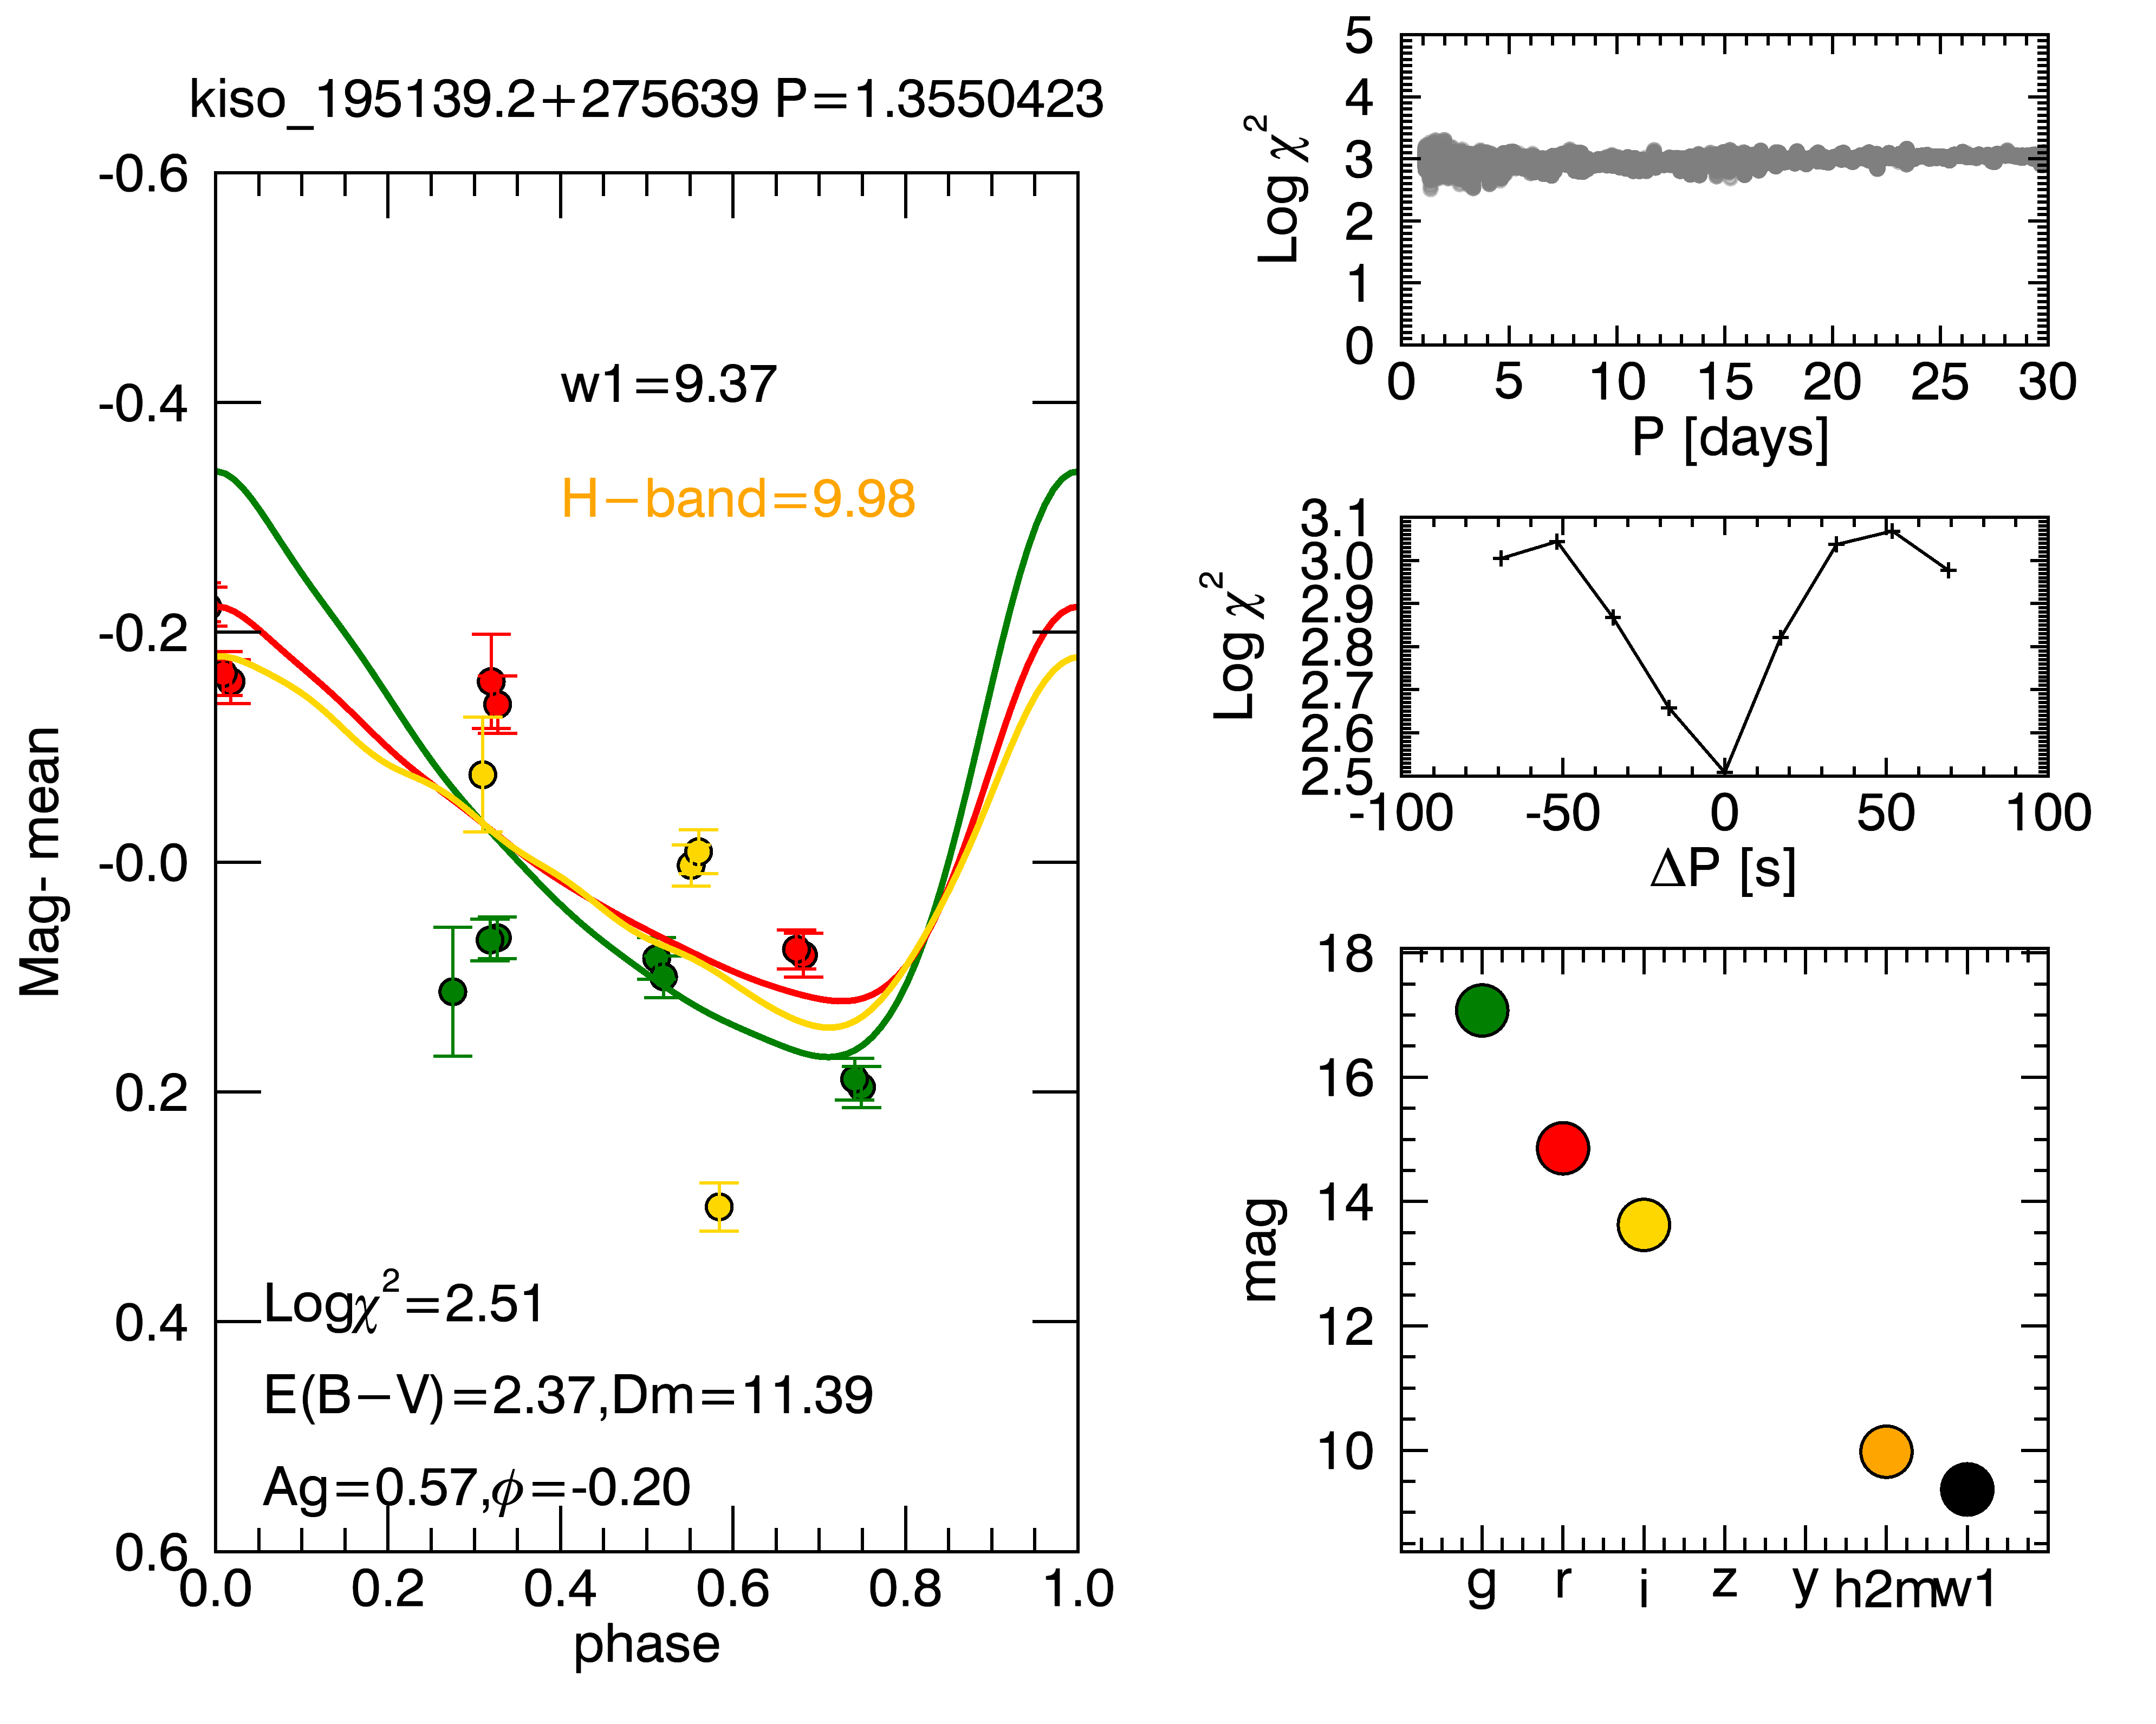 kiso_195139.2+275639 P=1.3550423
-0.6
-0.4
-0.2
-0.0
0.2
0.4
0.6
Mag- mean
w1=9.37
H−band=9.98
Logχ²=2.51
E(B−V)=2.37,Dm=11.39
Ag=0.57,ϕ=-0.20
0.0 0.2 0.4 0.6 0.8 1.0
phase
5
4
3
2
1
0
Log χ²
0 5 10 15 20 25 30
P [days]
3.1
3.0
2.9
2.8
2.7
2.6
2.5
Log χ²
-100 -50 0 50 100
ΔP [s]
18
16
14
12
10
mag
g r i z y h2m w1